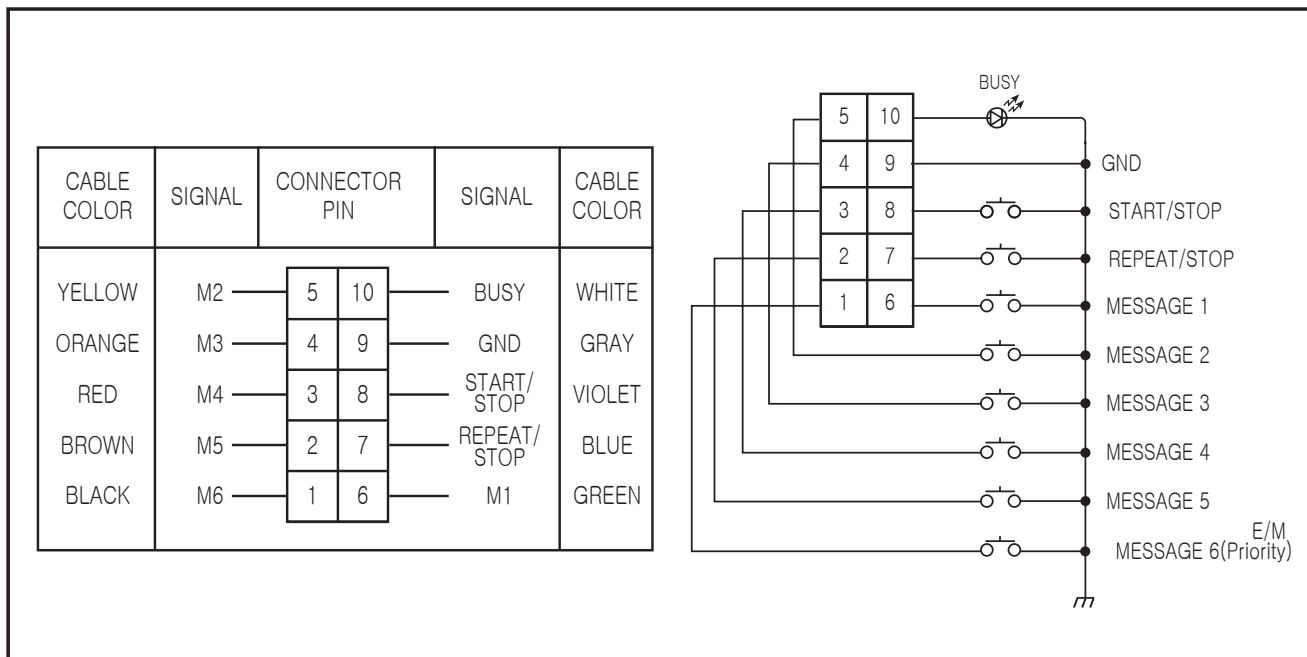 CABLE
COLOR
SIGNAL
CONNECTOR
PIN
SIGNAL
CABLE
COLOR
YELLOW M2 5 10 BUSY WHITE
ORANGE M3 4 9 GND GRAY
RED M4 3 8 START/
STOP VIOLET
BROWN M5 2 7 REPEAT/
STOP BLUE
BLACK M6 1 6 M1 GREEN
BUSY
5 10
4 9 GND
3 8 START/STOP
2 7 REPEAT/STOP
1 6 MESSAGE 1
MESSAGE 2
MESSAGE 3
MESSAGE 4
MESSAGE 5
E/M
MESSAGE 6(Priority)